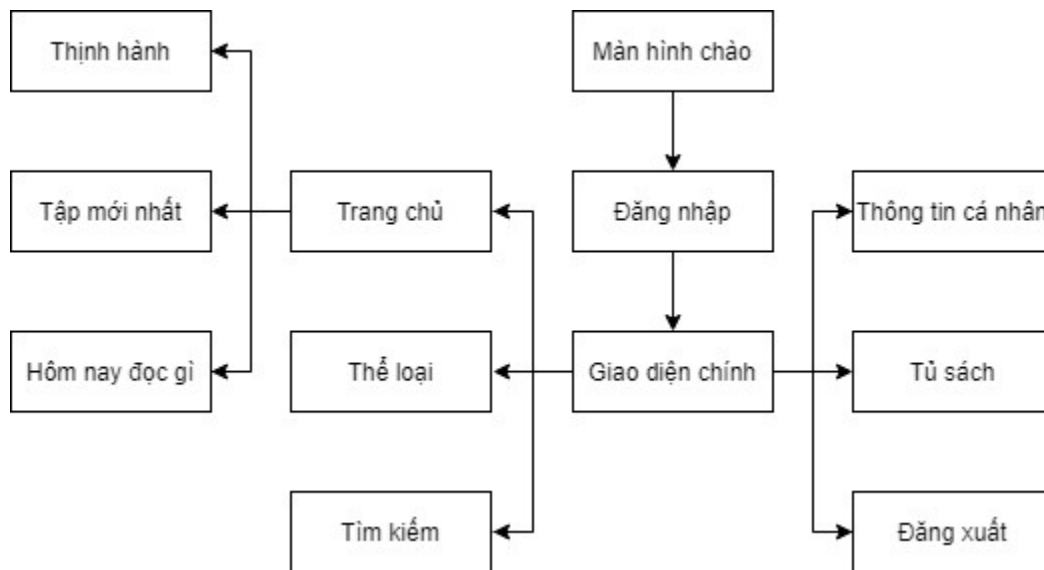 Thịnh hành
Màn hình chào
Tập mới nhất
Trang chủ
Đăng nhập
Thông tin cá nhân
Hôm nay đọc gì
Thể loại
Giao diện chính
Tủ sách
Tìm kiếm
Đăng xuất